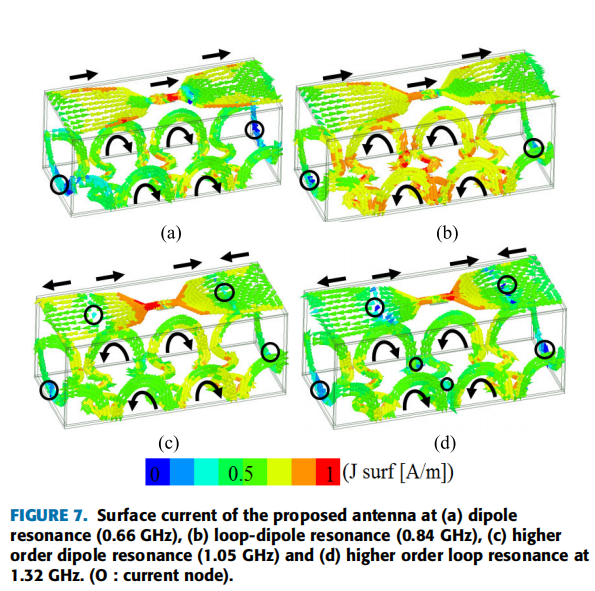 (a)
(b)
(c)
(d)
0 0.5 1 (J surf [A/m])
FIGURE 7. Surface current of the proposed antenna at (a) dipole
resonance (0.66 GHz), (b) loop-dipole resonance (0.84 GHz), (c) higher
order dipole resonance (1.05 GHz) and (d) higher order loop resonance at
1.32 GHz. (O : current node).